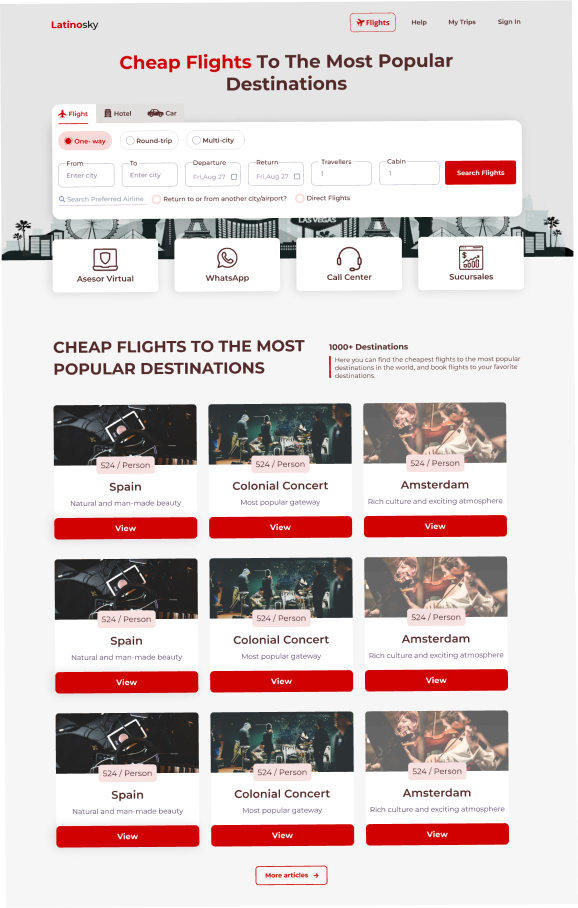 Latinosky
Flights Help My Trips Sign In
Cheap Flights To The Most Popular
Destinations
Flight Hotel Car
One- way Round-trip Multi-city
From To Departure Return Travellers Cabin
Enter city Enter city Fri,Aug 27 Fri,Aug 27 1 1 Search Flights
Search Preferred Airline Return to or from another city/airport? Direct Flights
LAS VEGAS
Asesor Virtual WhatsApp Call Center Sucursales
CHEAP FLIGHTS TO THE MOST
POPULAR DESTINATIONS
1000+ Destinations
Here you can find the cheapest flights to the most popular
destinations in the world, and book flights to your favorite
destinations.
524 / Person 524 / Person 524 / Person
Spain Colonial Concert Amsterdam
Natural and man-made beauty Most popular gateway Rich culture and exciting atmosphere
View View View
524 / Person 524 / Person 524 / Person
Spain Colonial Concert Amsterdam
Natural and man-made beauty Most popular gateway Rich culture and exciting atmosphere
View View View
524 / Person 524 / Person 524 / Person
Spain Colonial Concert Amsterdam
Natural and man-made beauty Most popular gateway Rich culture and exciting atmosphere
View View View
More articles →